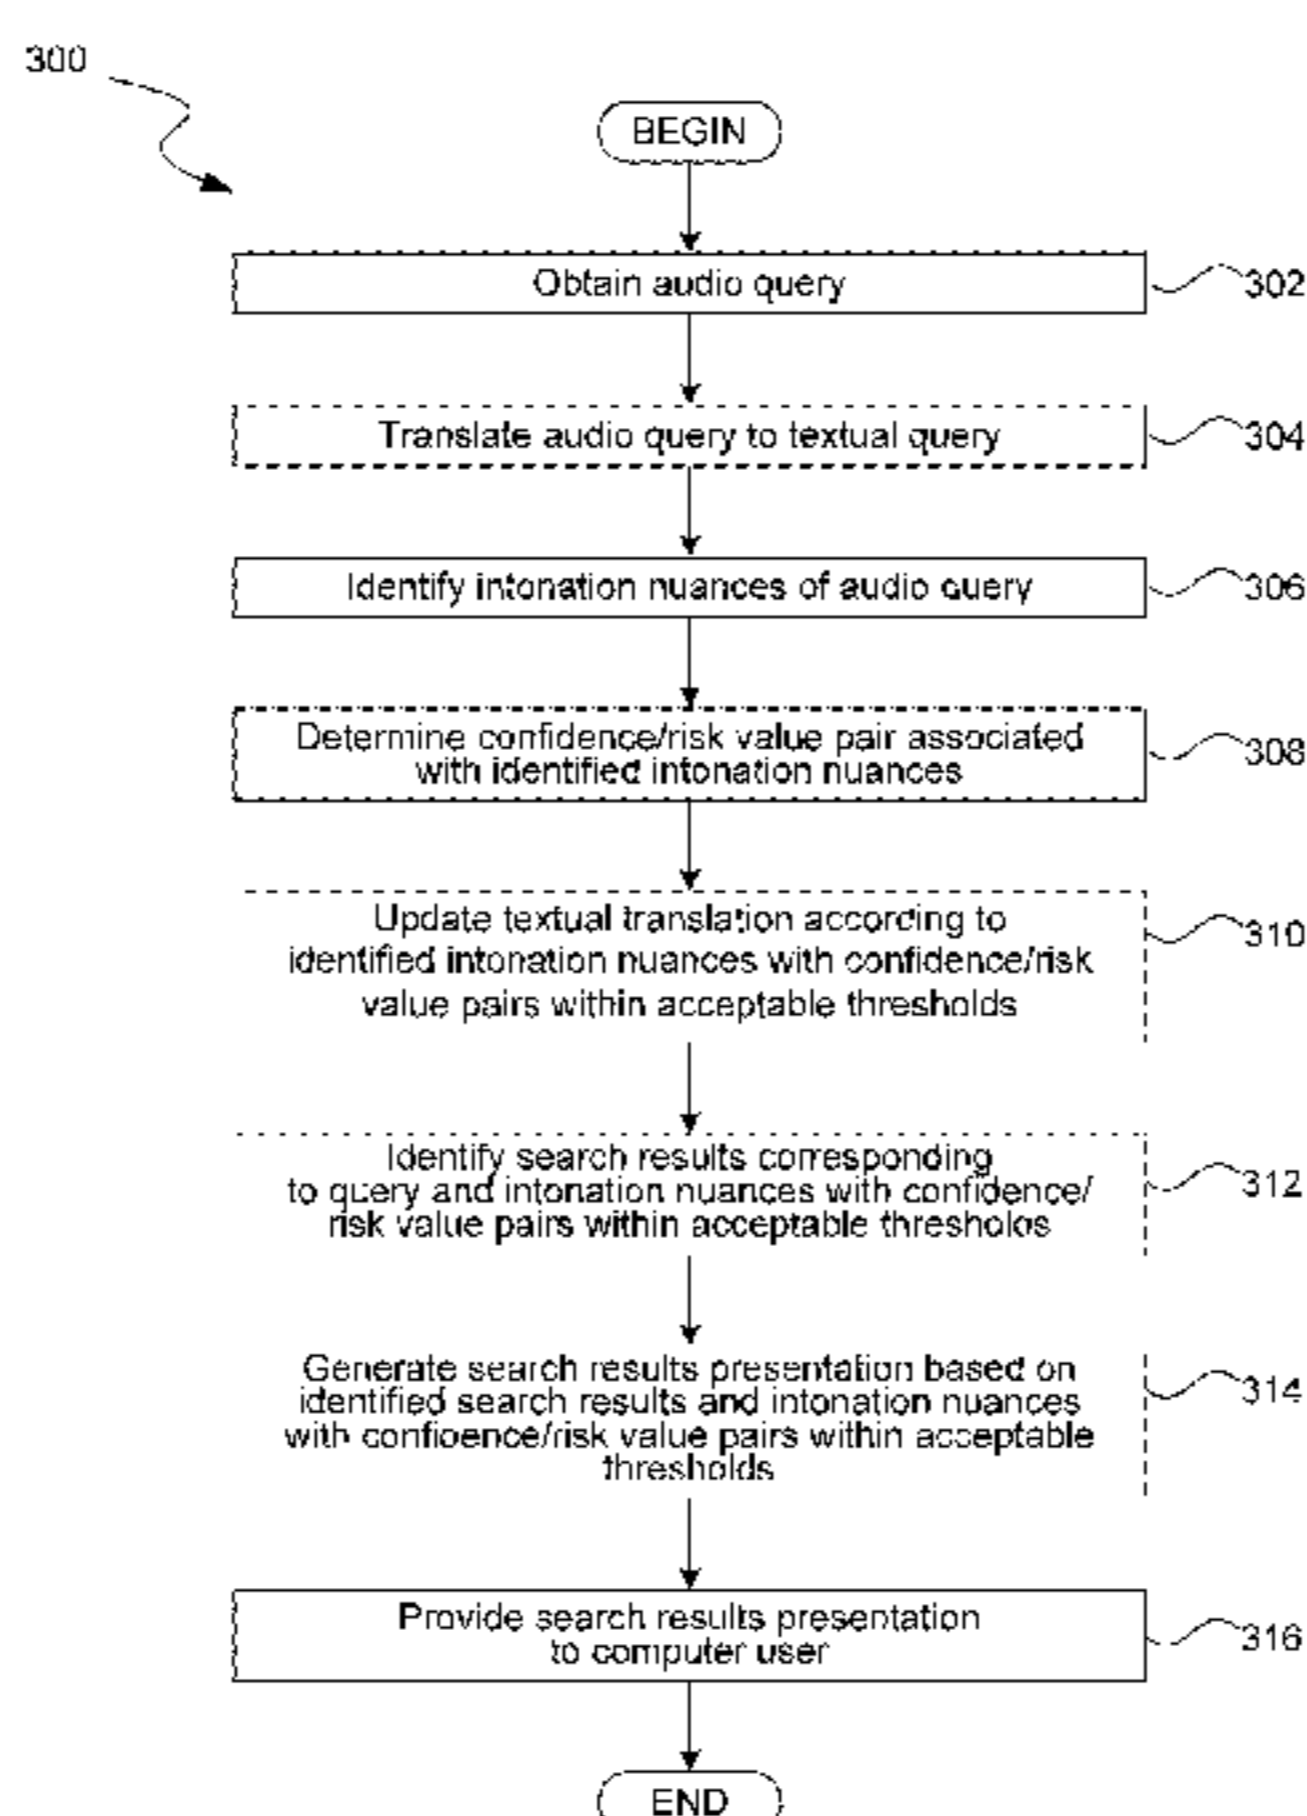 300
BEGIN
Obtain audio query
302
Translate audio query to textual query
304
Identify intonation nuances of audio query
306
Determine confidence/risk value pair associated
with identified intonation nuances
308
Update textual translation according to
identified intonation nuances with confidence/risk
value pairs within acceptable thresholds
310
Identify search results corresponding
to query and intonation nuances with confidence/
risk value pairs within acceptable thresholds
312
Generate search results presentation based on
identified search results and intonation nuances
with confidence/risk value pairs within acceptable
thresholds
314
Provide search results presentation
to computer user
316
END